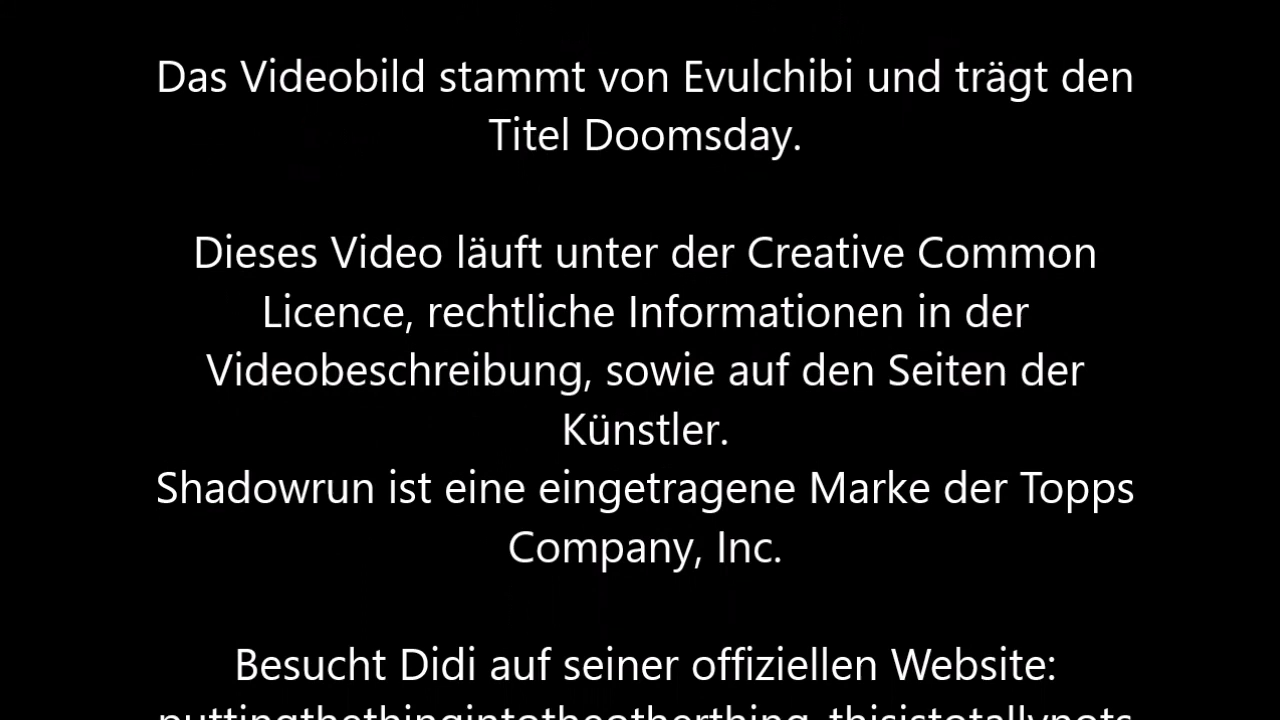 Das Videobild stammt von Evulchibi und trägt den
Titel Doomsday.
Dieses Video läuft unter der Creative Common
Licence, rechtliche Informationen in der
Videobeschreibung, sowie auf den Seiten der
Künstler.
Shadowrun ist eine eingetragene Marke der Topps
Company, Inc.
Besucht Didi auf seiner offiziellen Website:
puttingthethingintotheotherthing-thisistotallynots